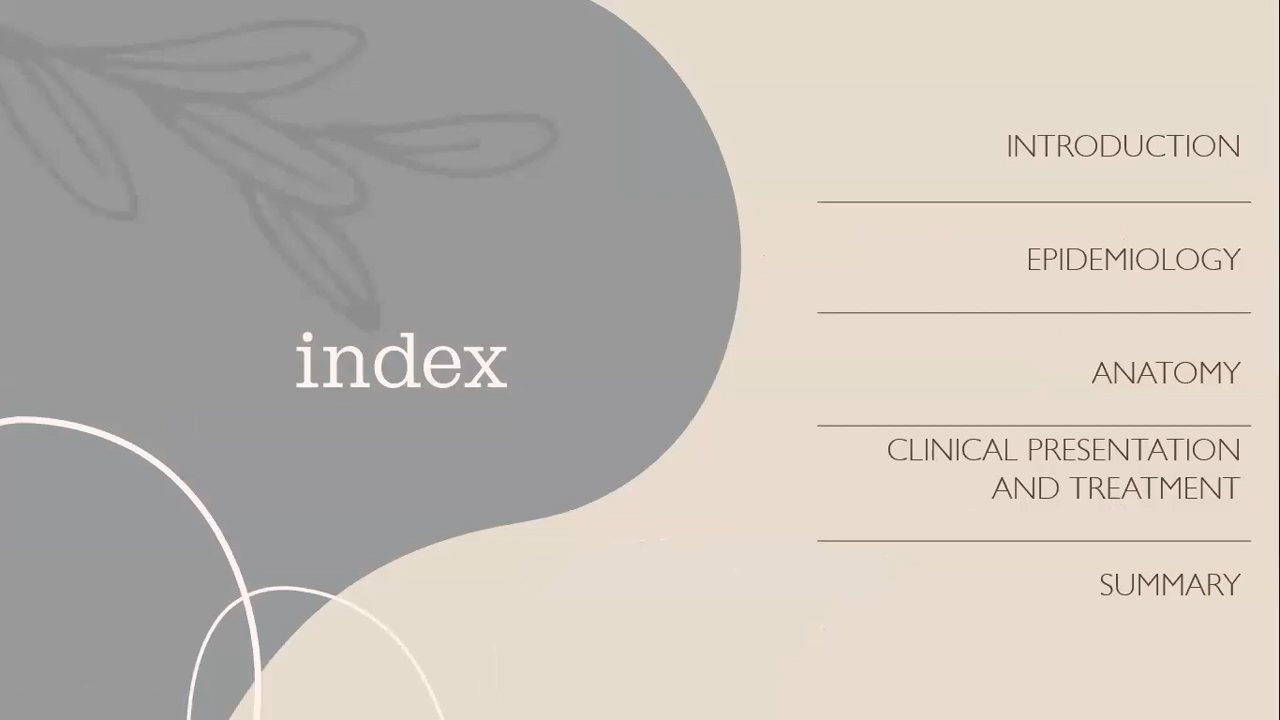 index
INTRODUCTION
EPIDEMIOLOGY
ANATOMY
CLINICAL PRESENTATION
AND TREATMENT
SUMMARY